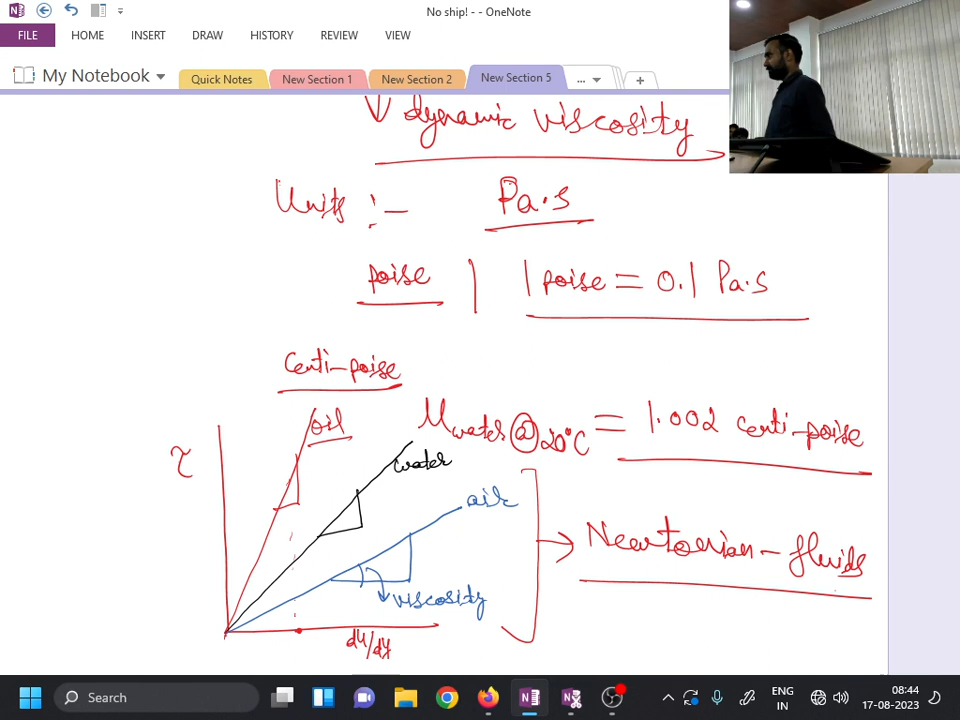 No ship! - - OneNote
FILE HOME INSERT DRAW HISTORY REVIEW VIEW
My Notebook Quick Notes New Section 1 New Section 2 New Section 5 ... +
dynamic viscosity
Units :- Pa.s
poise | 1 poise = 0.1 Pa.s
Centi-poise
μwater@20°C = 1.002 centi-poise
oil
τ
water
air
Newtonian-fluids
viscosity
du/dy
Search
ENG
IN
08:44
17-08-2023